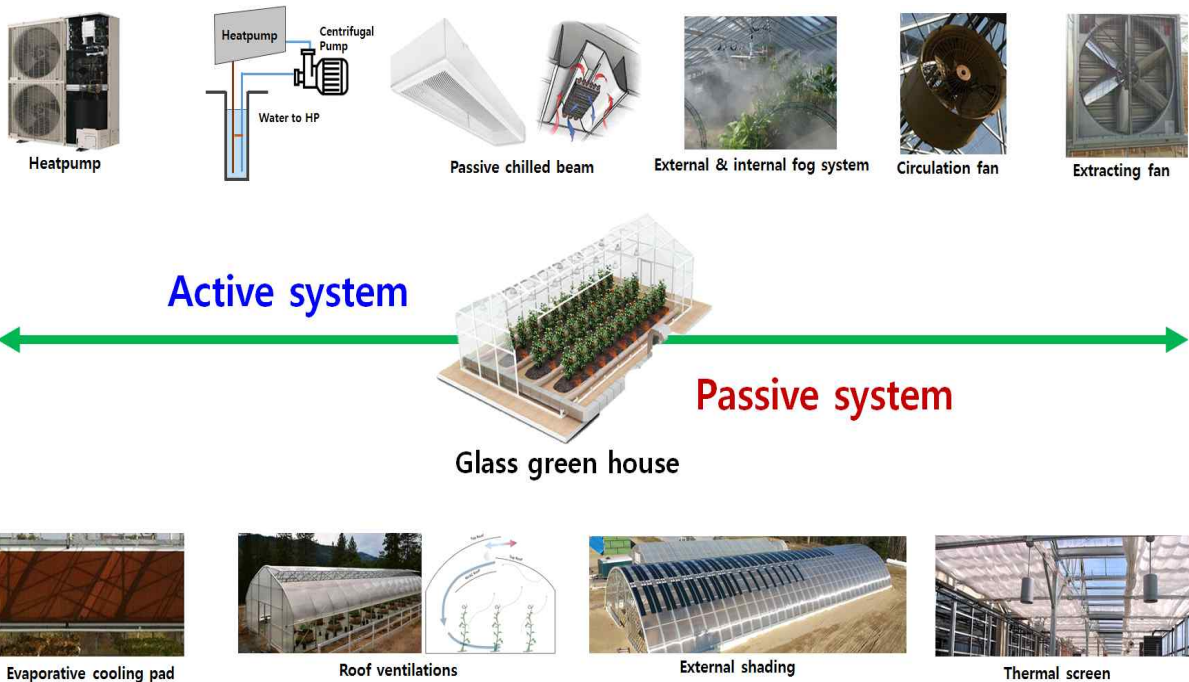 Heatpump
Centrifugal
Pump
Water to HP
Heatpump
Passive chilled beam
External & internal fog system
Circulation fan
Extracting fan
Active system
Passive system
Glass green house
Evaporative cooling pad
Roof ventilations
External shading
Thermal screen